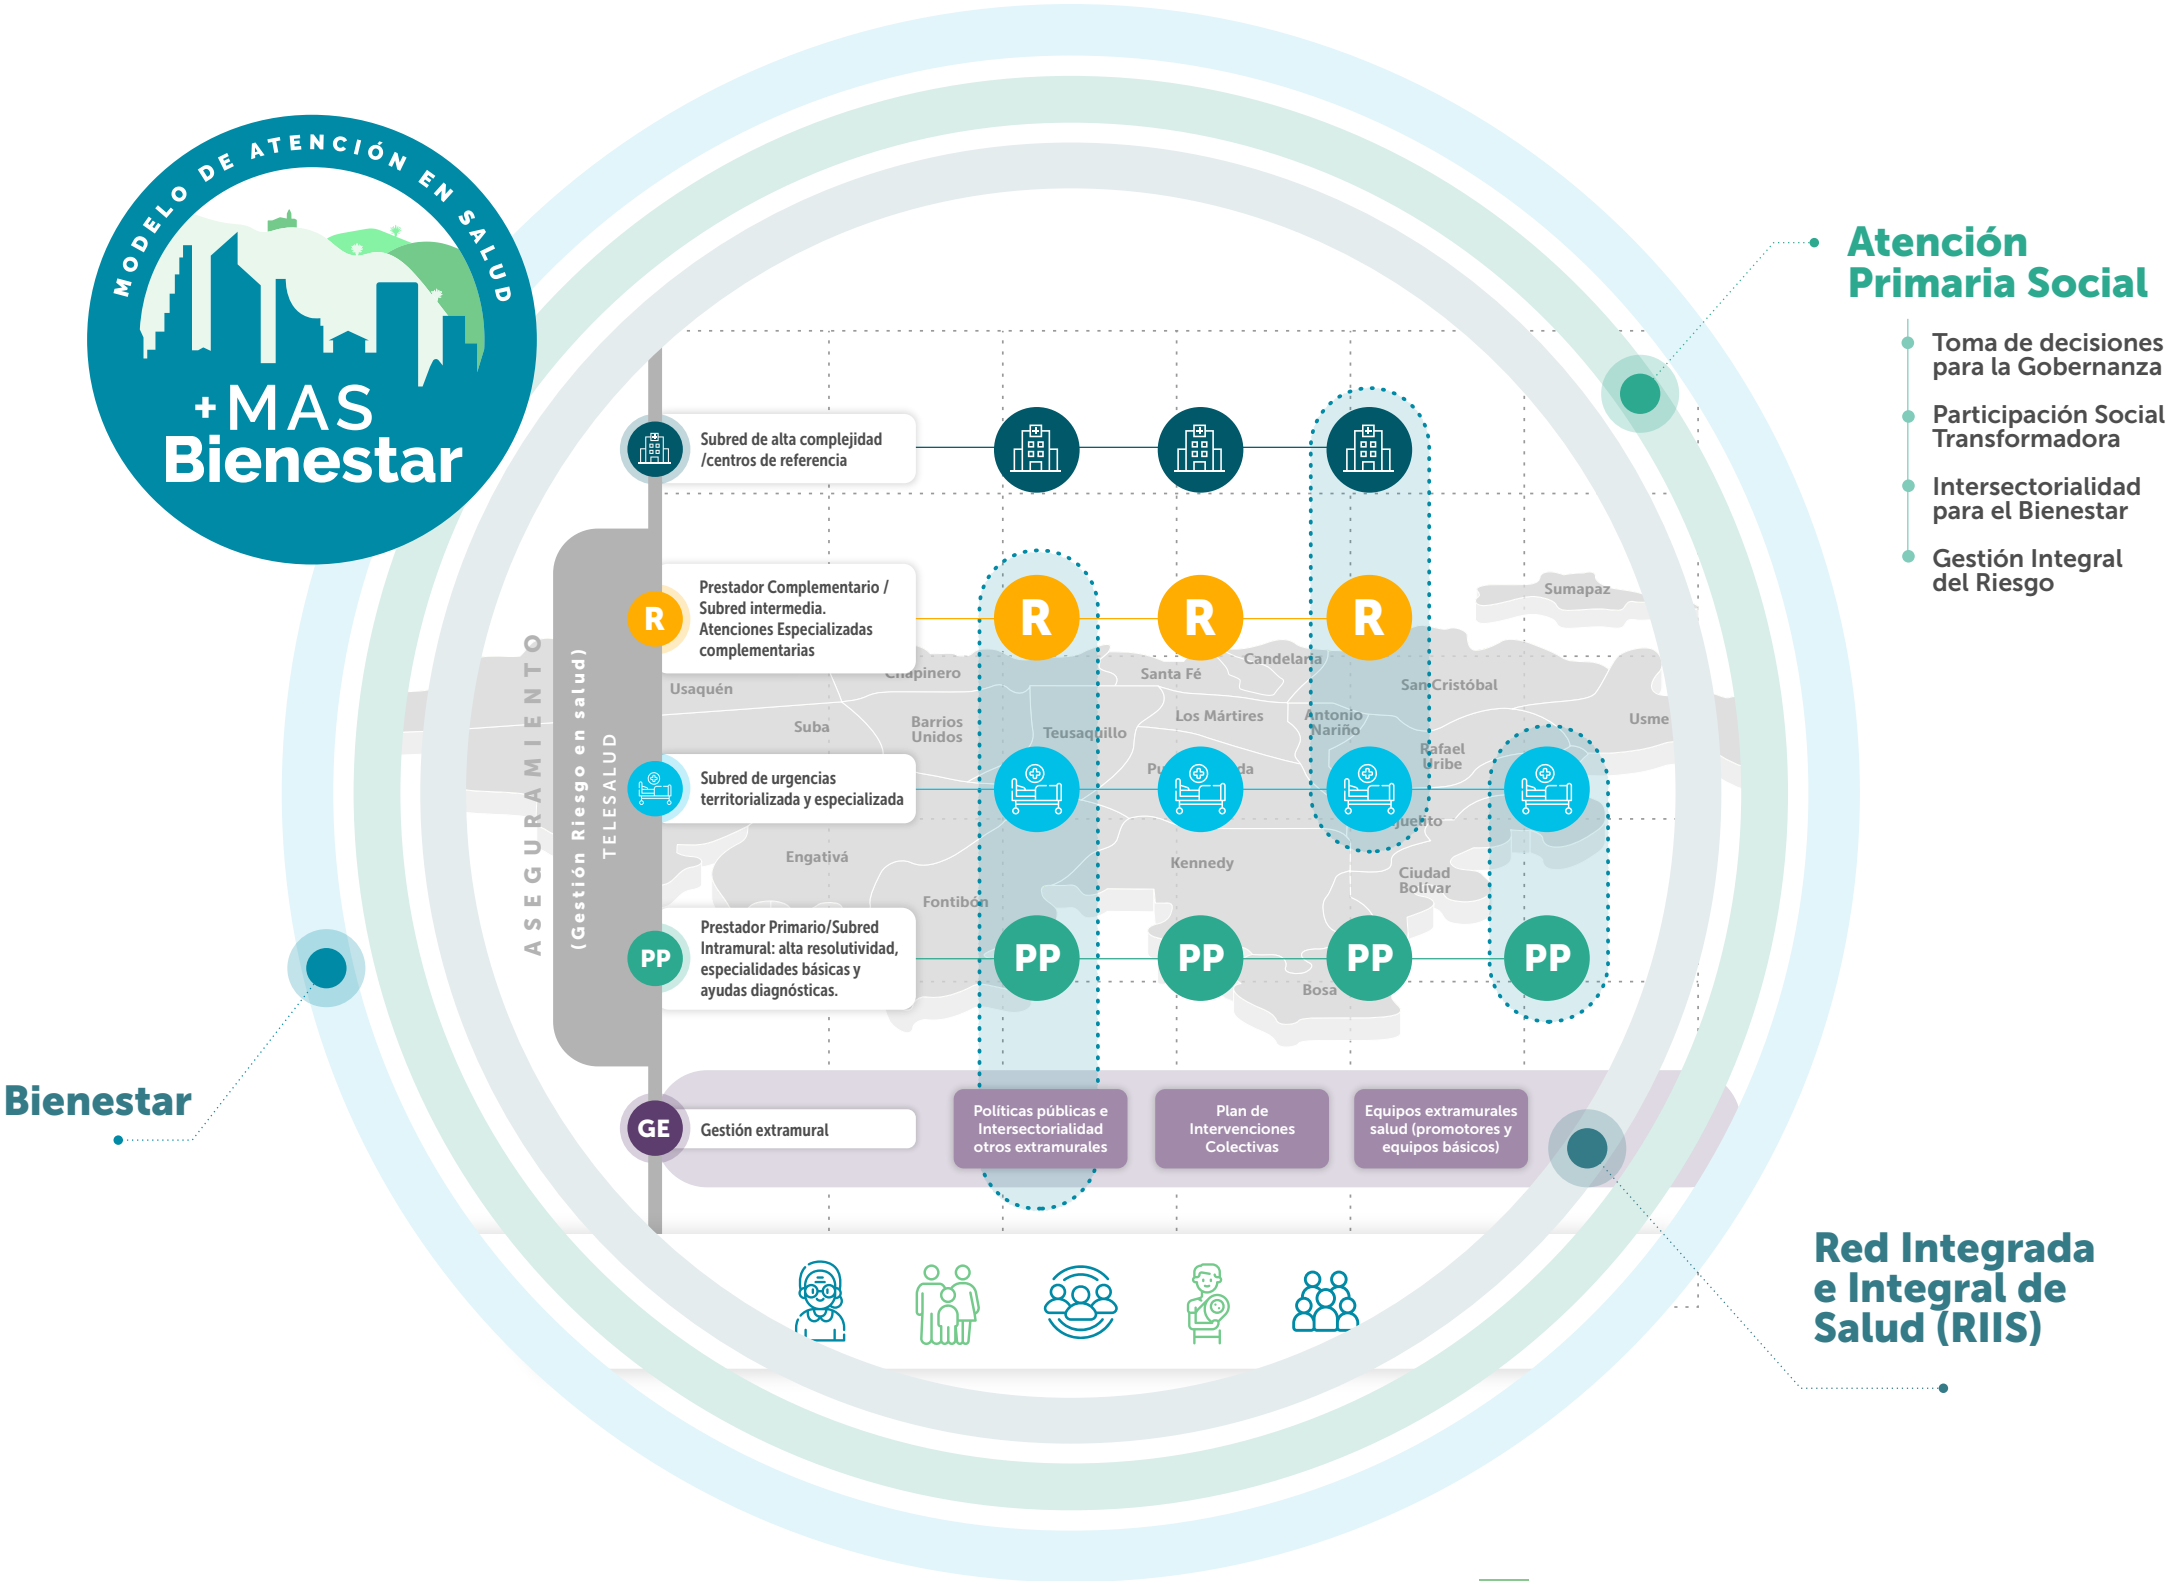 MODELO DE ATENCIÓN EN SALUD
+MAS
Bienestar
Atención
Primaria Social
Toma de decisiones
para la Gobernanza
Participación Social
Transformadora
Intersectorialidad
para el Bienestar
Gestión Integral
del Riesgo
ASEGURAMIENTO
(Gestión Riesgo en salud)
TELESALUD
Subred de alta complejidad
/centros de referencia
R
Prestador Complementario /
Subred intermedia.
Atenciones Especializadas
complementarias
R
R
R
Subred de urgencias
territorializada y especializada
PP
Prestador Primario/Subred
Intramural: alta resolutividad,
especialidades básicas y
ayudas diagnósticas.
PP
PP
PP
PP
GE
Gestión extramural
Políticas públicas e
Intersectorialidad
otros extramurales
Plan de
Intervenciones
Colectivas
Equipos extramurales
salud (promotores y
equipos básicos)
Sumapaz
Usaquén
Chapinero
Santa Fé
Candelaria
San Cristóbal
Usme
Suba
Barrios
Unidos
Teusaquillo
Los Mártires
Antonio
Nariño
Rafael
Uribe
Engativá
Kennedy
Ciudad
Bolívar
Fontibón
Bosa
Bienestar
Red Integrada
e Integral de
Salud (RIIS)